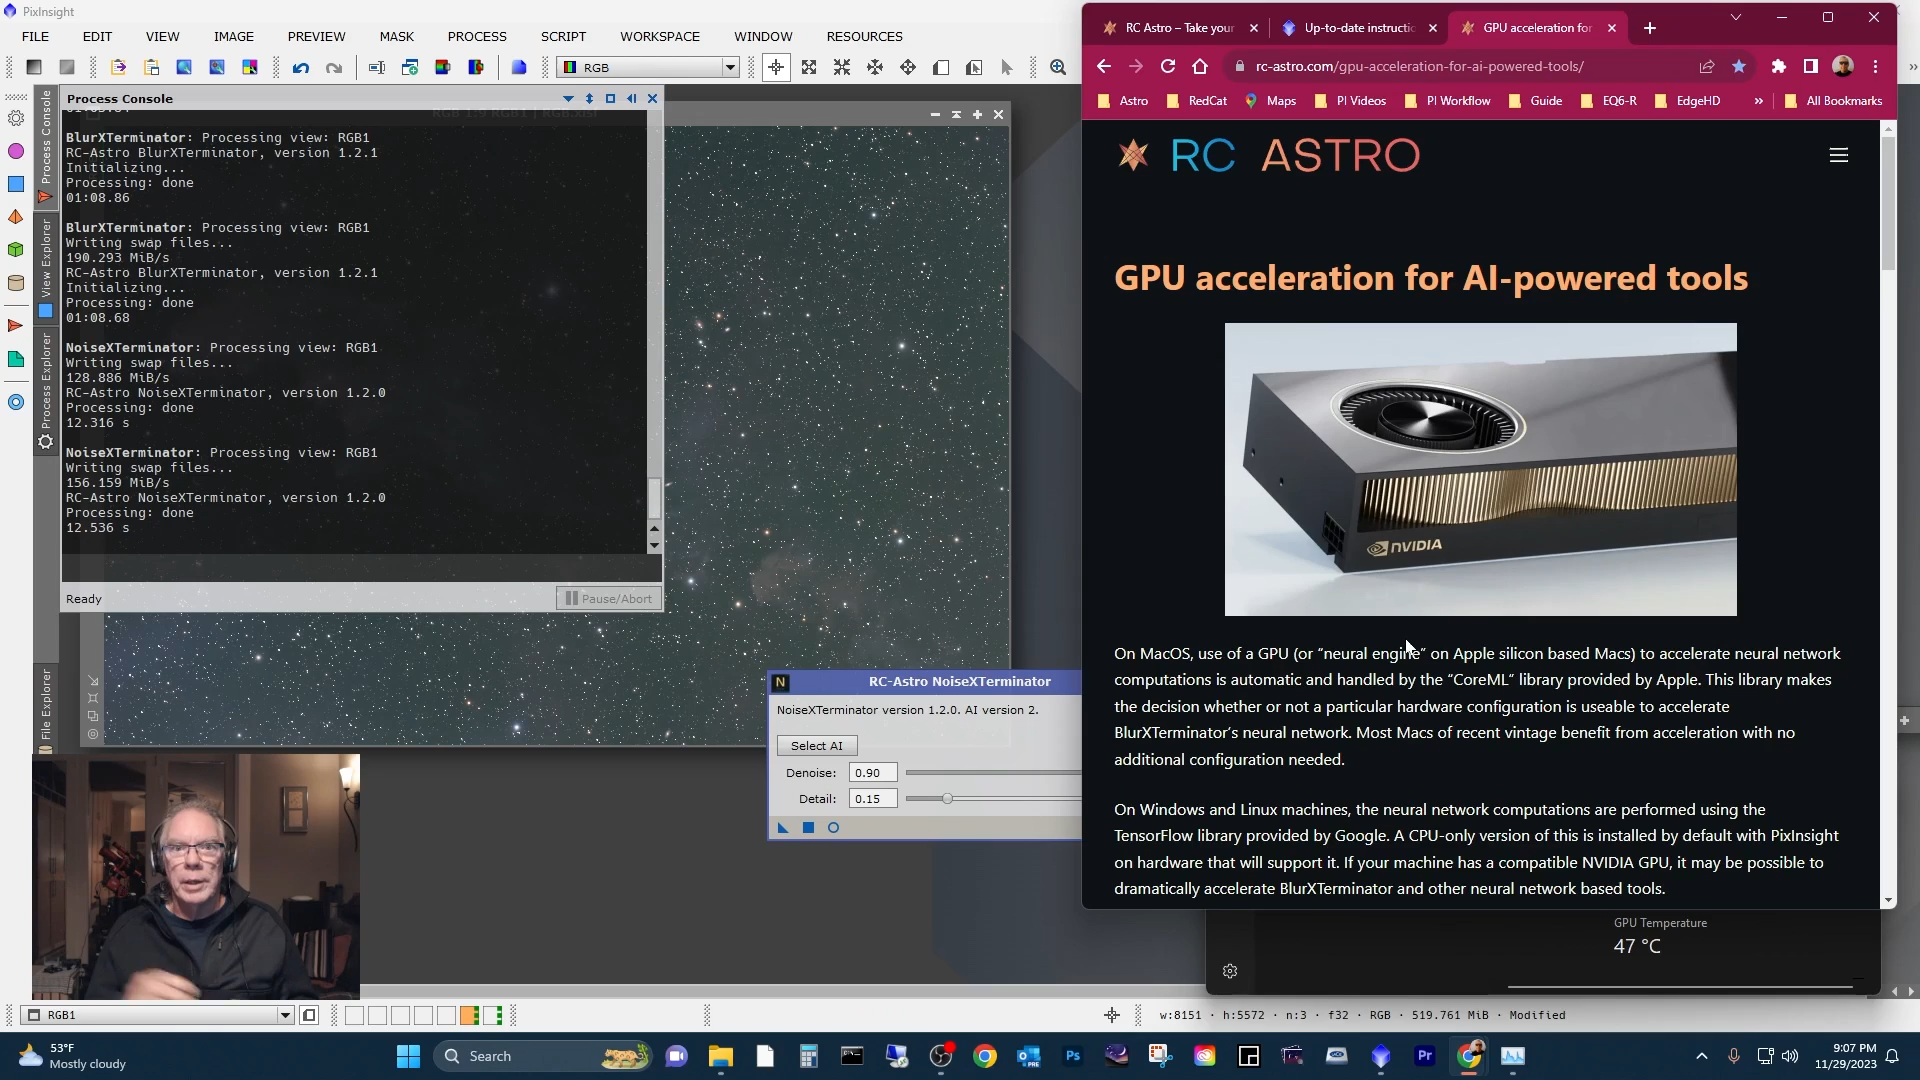 PixInsight
FILE EDIT VIEW IMAGE PREVIEW MASK PROCESS SCRIPT WORKSPACE WINDOW RESOURCES
RGB
Process Console
BlurXTerminator: Processing view: RGB1
RC-Astro BlurXTerminator, version 1.2.1
Initializing...
Processing: done
01:08.86
BlurXTerminator: Processing view: RGB1
Writing swap files...
190.293 MiB/s
RC-Astro BlurXTerminator, version 1.2.1
Initializing...
Processing: done
01:08.68
NoiseXTerminator: Processing view: RGB1
Writing swap files...
128.886 MiB/s
RC-Astro NoiseXTerminator, version 1.2.0
Processing: done
12.316 s
NoiseXTerminator: Processing view: RGB1
Writing swap files...
156.159 MiB/s
RC-Astro NoiseXTerminator, version 1.2.0
Processing: done
12.536 s
Ready
Pause/Abort
Process Console
View Explorer
Process Explorer
File Explorer
RC-Astro NoiseXTerminator
NoiseXTerminator version 1.2.0. AI version 2.
Select AI
Denoise: 0.90
Detail: 0.15
RC Astro – Take your
Up-to-date instructio
GPU acceleration for
rc-astro.com/gpu-acceleration-for-ai-powered-tools/
Astro RedCat Maps PI Videos PI Workflow Guide EQ6-R EdgeHD » All Bookmarks
RC ASTRO
GPU acceleration for AI-powered tools
NVIDIA
On MacOS, use of a GPU (or “neural engine” on Apple silicon based Macs) to accelerate neural network
computations is automatic and handled by the “CoreML” library provided by Apple. This library makes
the decision whether or not a particular hardware configuration is useable to accelerate
BlurXTerminator’s neural network. Most Macs of recent vintage benefit from acceleration with no
additional configuration needed.
On Windows and Linux machines, the neural network computations are performed using the
TensorFlow library provided by Google. A CPU-only version of this is installed by default with PixInsight
on hardware that will support it. If your machine has a compatible NVIDIA GPU, it may be possible to
dramatically accelerate BlurXTerminator and other neural network based tools.
GPU Temperature
47 °C
RGB1
w:8151 · h:5572 · n:3 · f32 · RGB · 519.761 MiB · Modified
53°F
Mostly cloudy
Search
9:07 PM
11/29/2023